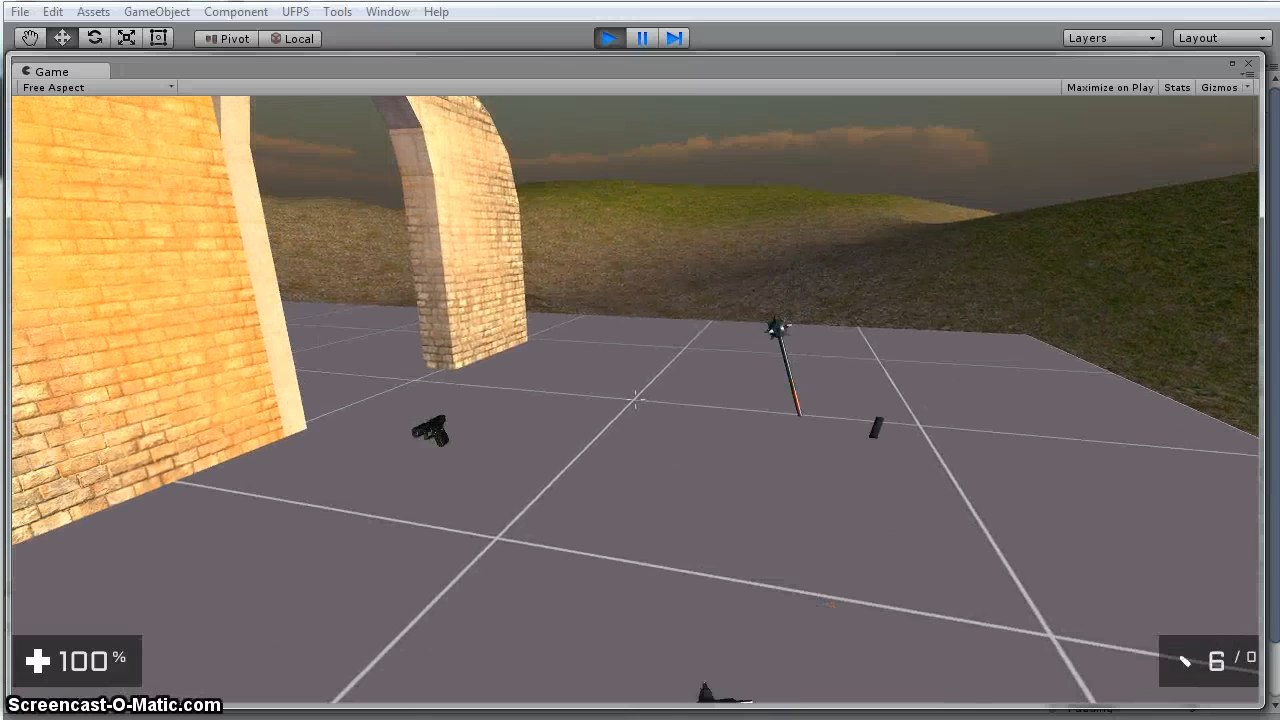 File Edit Assets GameObject Component UFPS Tools Window Help
Pivot Local Layers Layout
Game
Free Aspect Maximize on Play Stats Gizmos
100%
6 / 0
Screencast-O-Matic.com